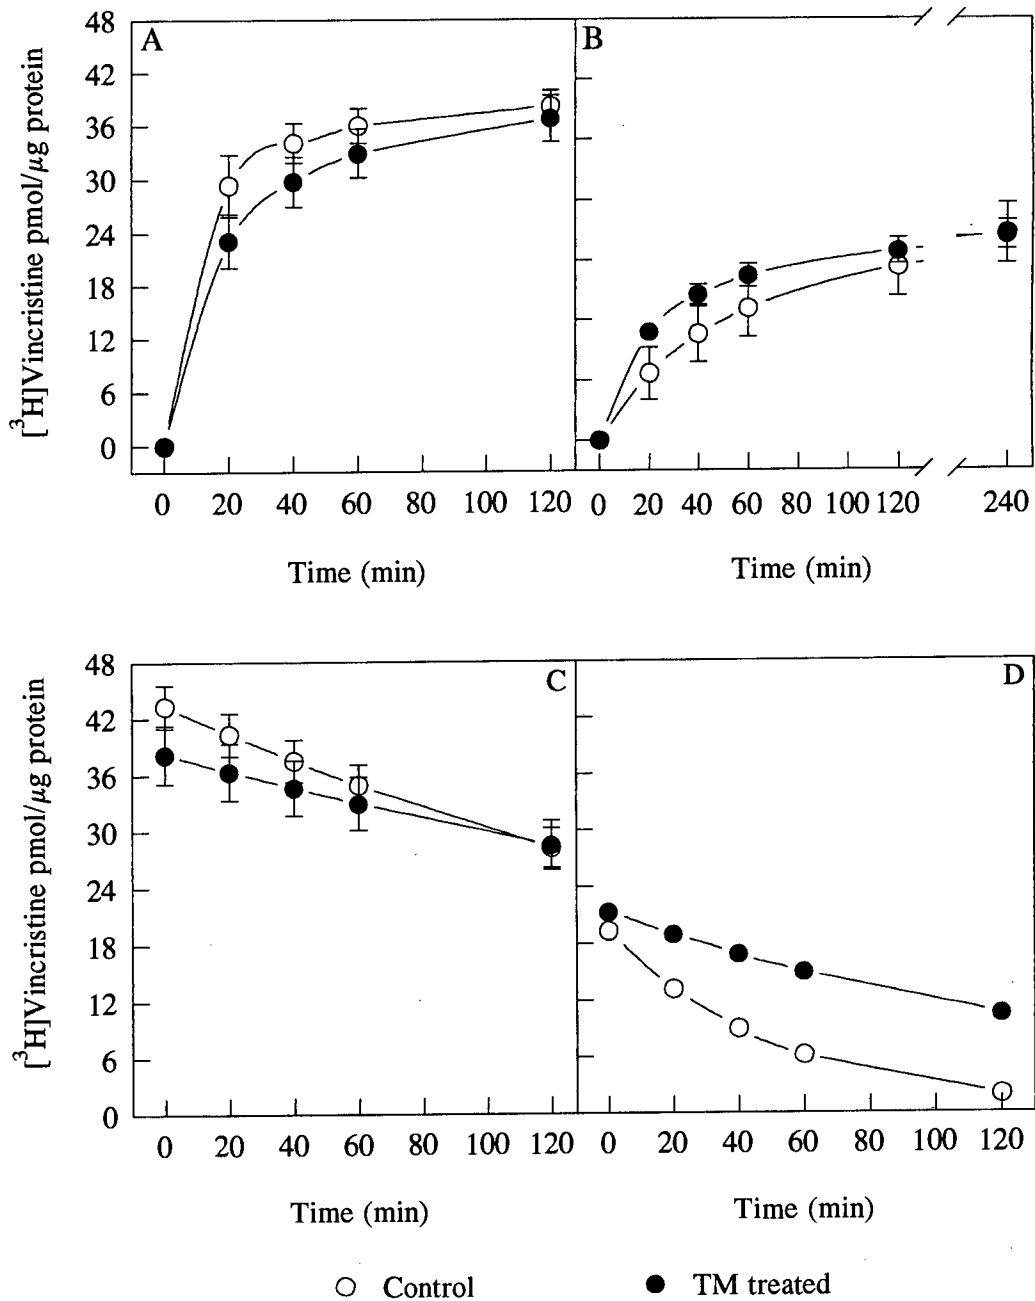 A
B
[³H]Vincristine pmol/μg protein
48
42
36
30
24
18
12
6
0
0 20 40 60 80 100 120
0 20 40 60 80 100 120 240
Time (min)
Time (min)
C
D
[³H]Vincristine pmol/μg protein
48
42
36
30
24
18
12
6
0
0 20 40 60 80 100 120
0 20 40 60 80 100 120
Time (min)
Time (min)
Control
TM treated